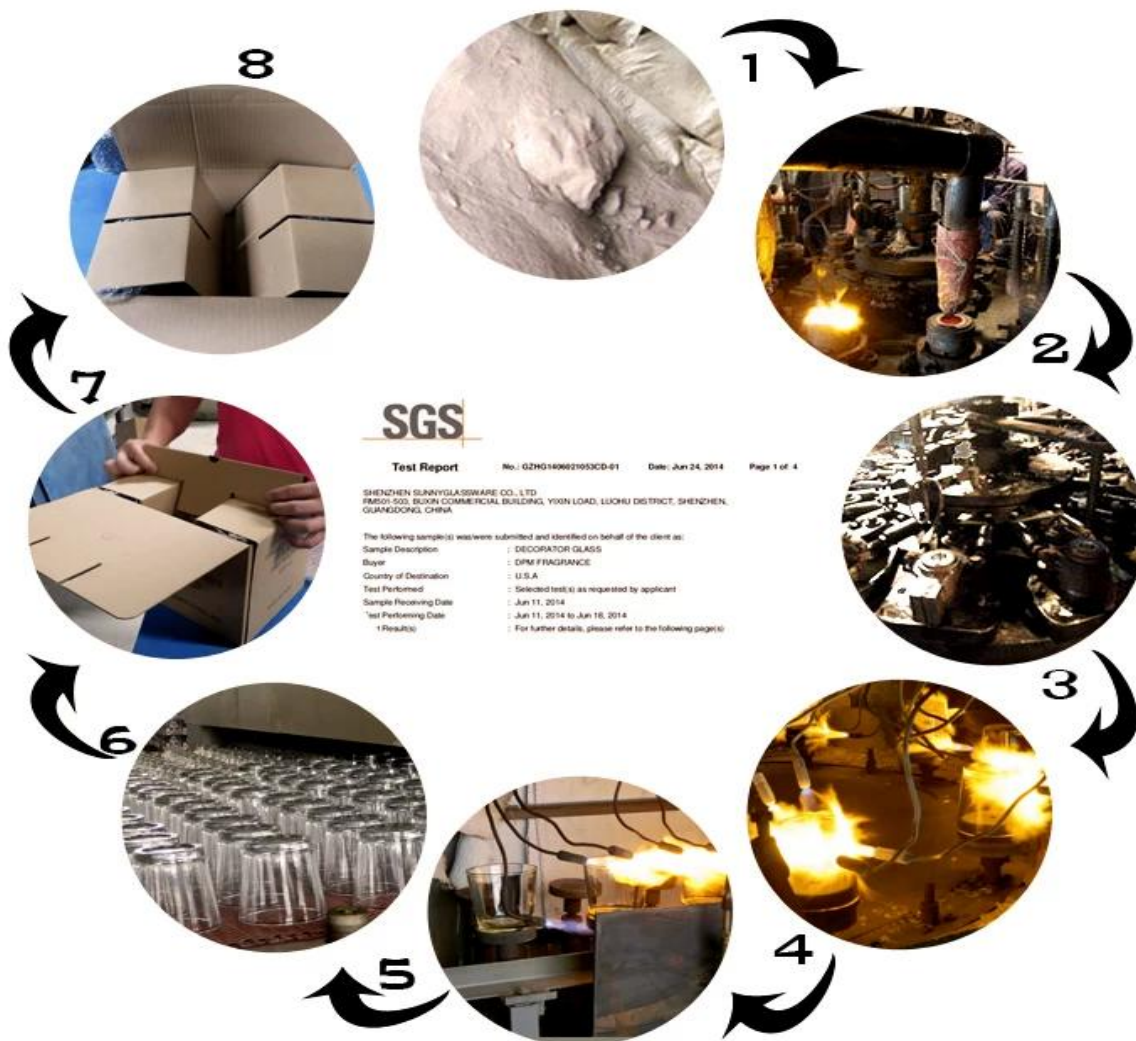 8
1
2
7
SGS
Test Report No.: GZHG1406021053CD-01 Date: Jun 24, 2014 Page 1 of 4
SHENZHEN SUNNYGLASSWARE CO., LTD
RM501-503, BUXIN COMMERCIAL BUILDING, YIXIN LOAD, LUOHU DISTRICT, SHENZHEN,
GUANGDONG, CHINA
The following sample(s) was/were submitted and identified on behalf of the client as:
Sample Description : DECORATOR GLASS
Buyer : DPM FRAGRANCE
Country of Destination : U.S.A
Test Performed : Selected test(s) as requested by applicant
Sample Receiving Date : Jun 11, 2014
est Performing Date : Jun 11, 2014 to Jun 18, 2014
Result(s) : For further details, please refer to the following page(s)
3
6
4
5